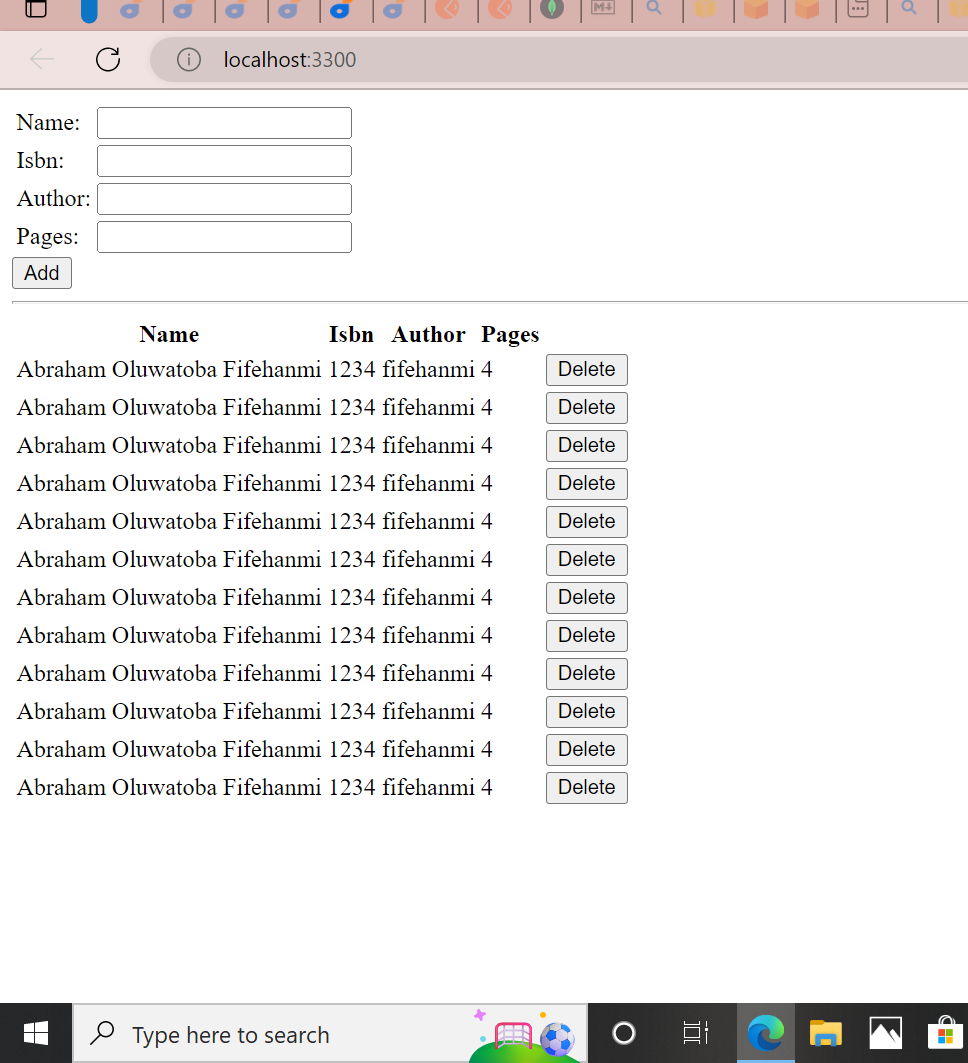 M↓
localhost:3300
Name:
Isbn:
Author:
Pages:
Add
Name Isbn Author Pages
Abraham Oluwatoba Fifehanmi 1234 fifehanmi 4 Delete
Abraham Oluwatoba Fifehanmi 1234 fifehanmi 4 Delete
Abraham Oluwatoba Fifehanmi 1234 fifehanmi 4 Delete
Abraham Oluwatoba Fifehanmi 1234 fifehanmi 4 Delete
Abraham Oluwatoba Fifehanmi 1234 fifehanmi 4 Delete
Abraham Oluwatoba Fifehanmi 1234 fifehanmi 4 Delete
Abraham Oluwatoba Fifehanmi 1234 fifehanmi 4 Delete
Abraham Oluwatoba Fifehanmi 1234 fifehanmi 4 Delete
Abraham Oluwatoba Fifehanmi 1234 fifehanmi 4 Delete
Abraham Oluwatoba Fifehanmi 1234 fifehanmi 4 Delete
Abraham Oluwatoba Fifehanmi 1234 fifehanmi 4 Delete
Abraham Oluwatoba Fifehanmi 1234 fifehanmi 4 Delete
Type here to search